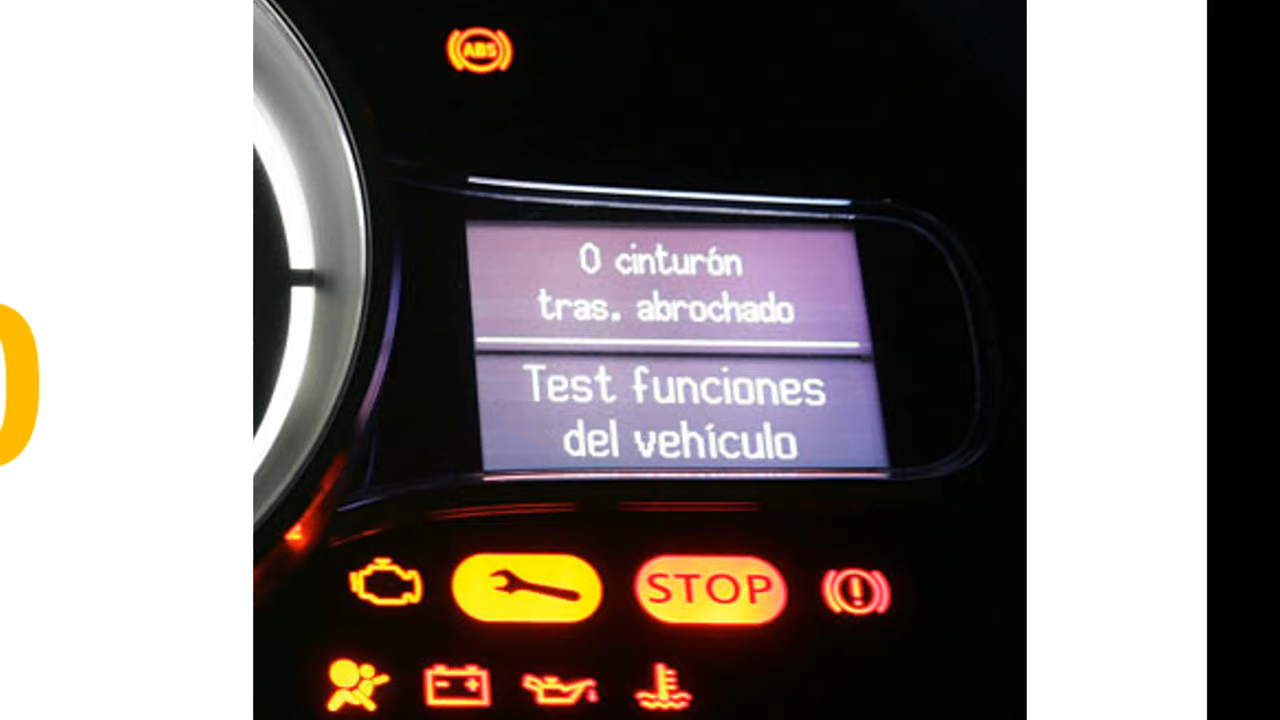 ABS
0 cinturón
tras. abrochado
Test funciones
del vehículo
STOP